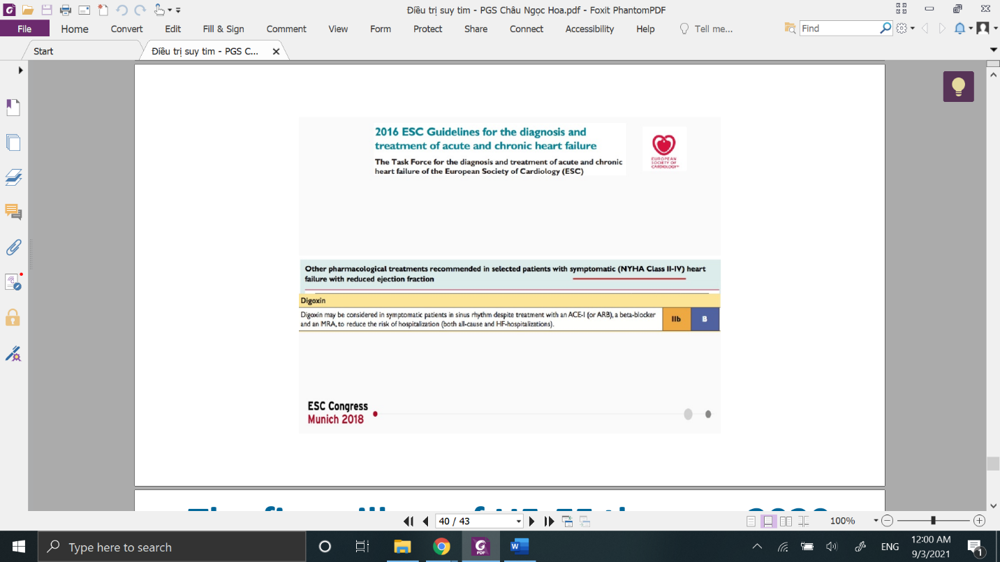 Điều trị suy tim - PGS Châu Ngọc Hoa.pdf - Foxit PhantomPDF
File Home Convert Edit Fill & Sign Comment View Form Protect Share Connect Accessibility Help Tell me... Find
Start Điều trị suy tim - PGS C...
2016 ESC Guidelines for the diagnosis and
treatment of acute and chronic heart failure
The Task Force for the diagnosis and treatment of acute and chronic
heart failure of the European Society of Cardiology (ESC)
EUROPEAN
SOCIETY OF
CARDIOLOGY
Other pharmacological treatments recommended in selected patients with symptomatic (NYHA Class II-IV) heart
failure with reduced ejection fraction
Digoxin
Digoxin may be considered in symptomatic patients in sinus rhythm despite treatment with an ACE-I (or ARB), a beta-blocker
and an MRA, to reduce the risk of hospitalization (both all-cause and HF-hospitalizations).
IIb B
ESC Congress
Munich 2018
40 / 43
100%
Type here to search
ENG
12:00 AM
9/3/2021
1